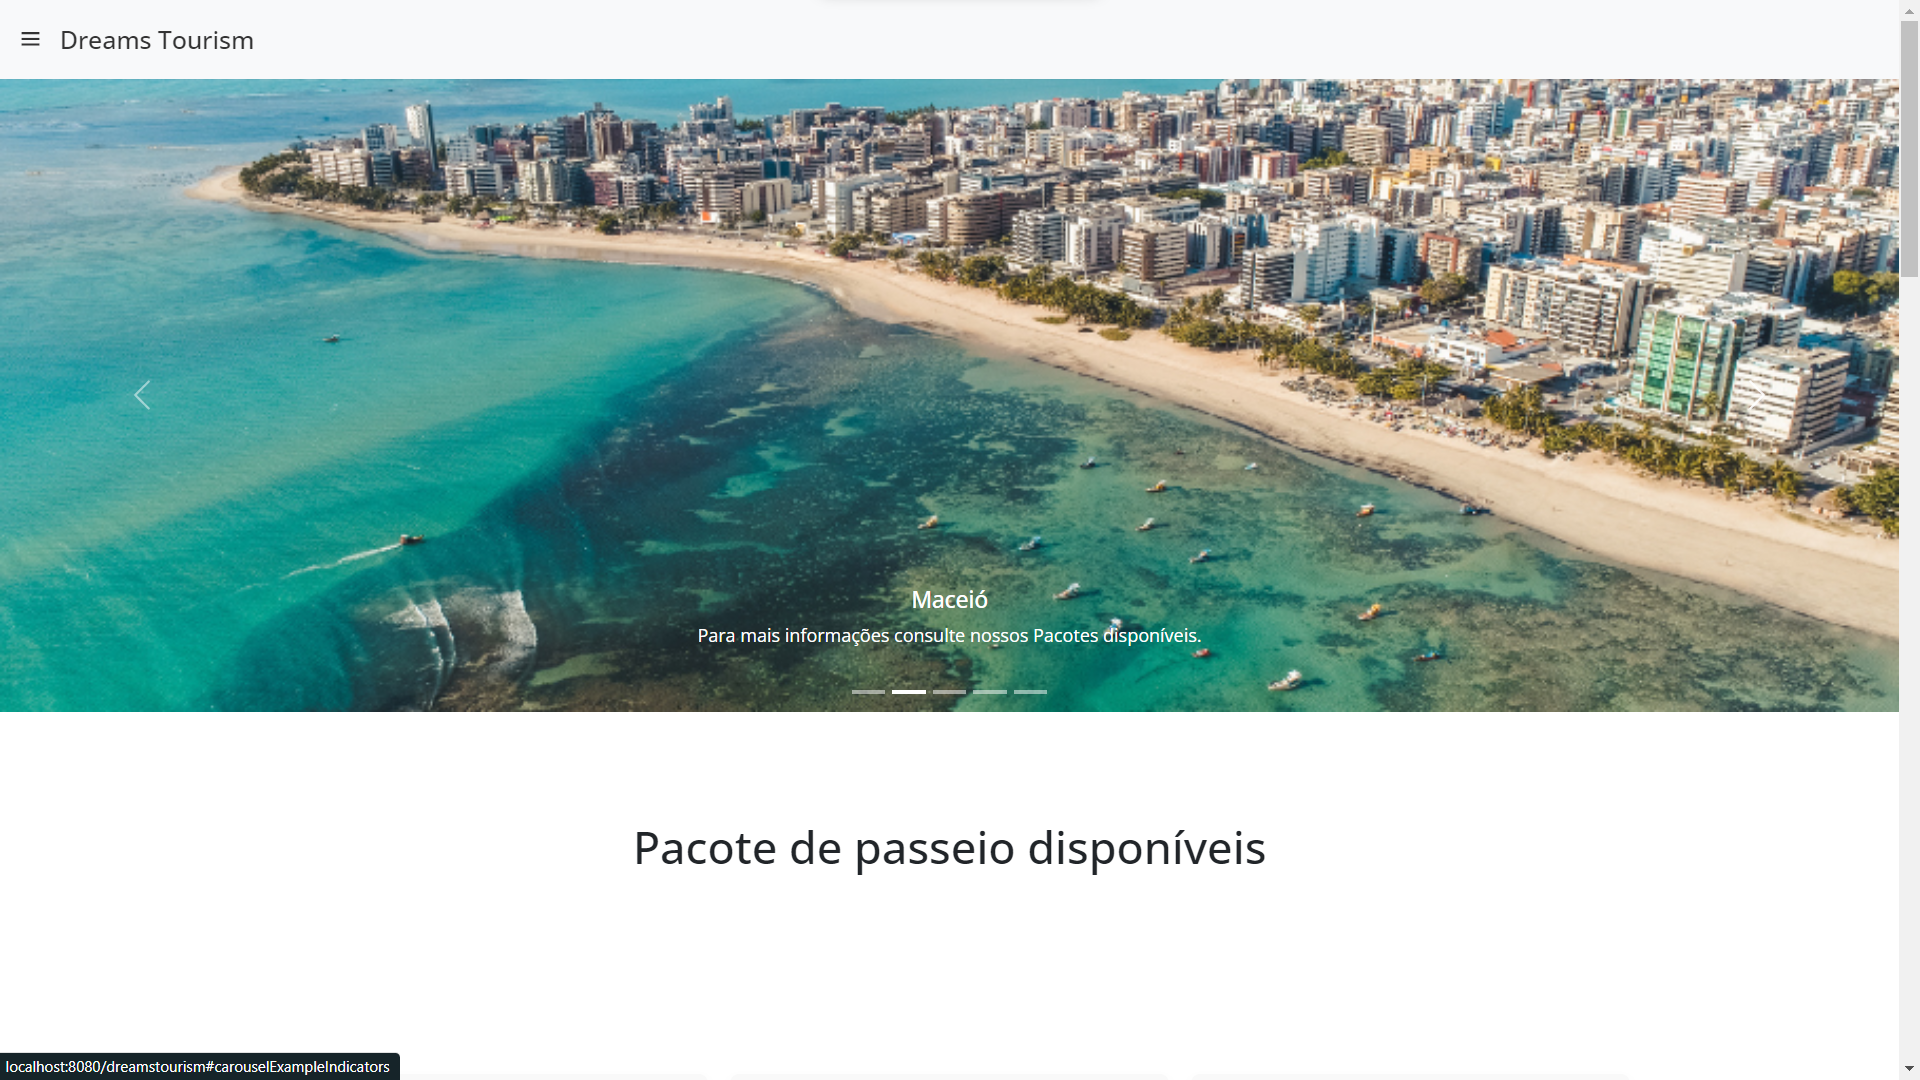 Dreams Tourism
Maceió
Para mais informações consulte nossos Pacotes disponíveis.
Pacote de passeio disponíveis
localhost:8080/dreamstourism#carouselExampleIndicators